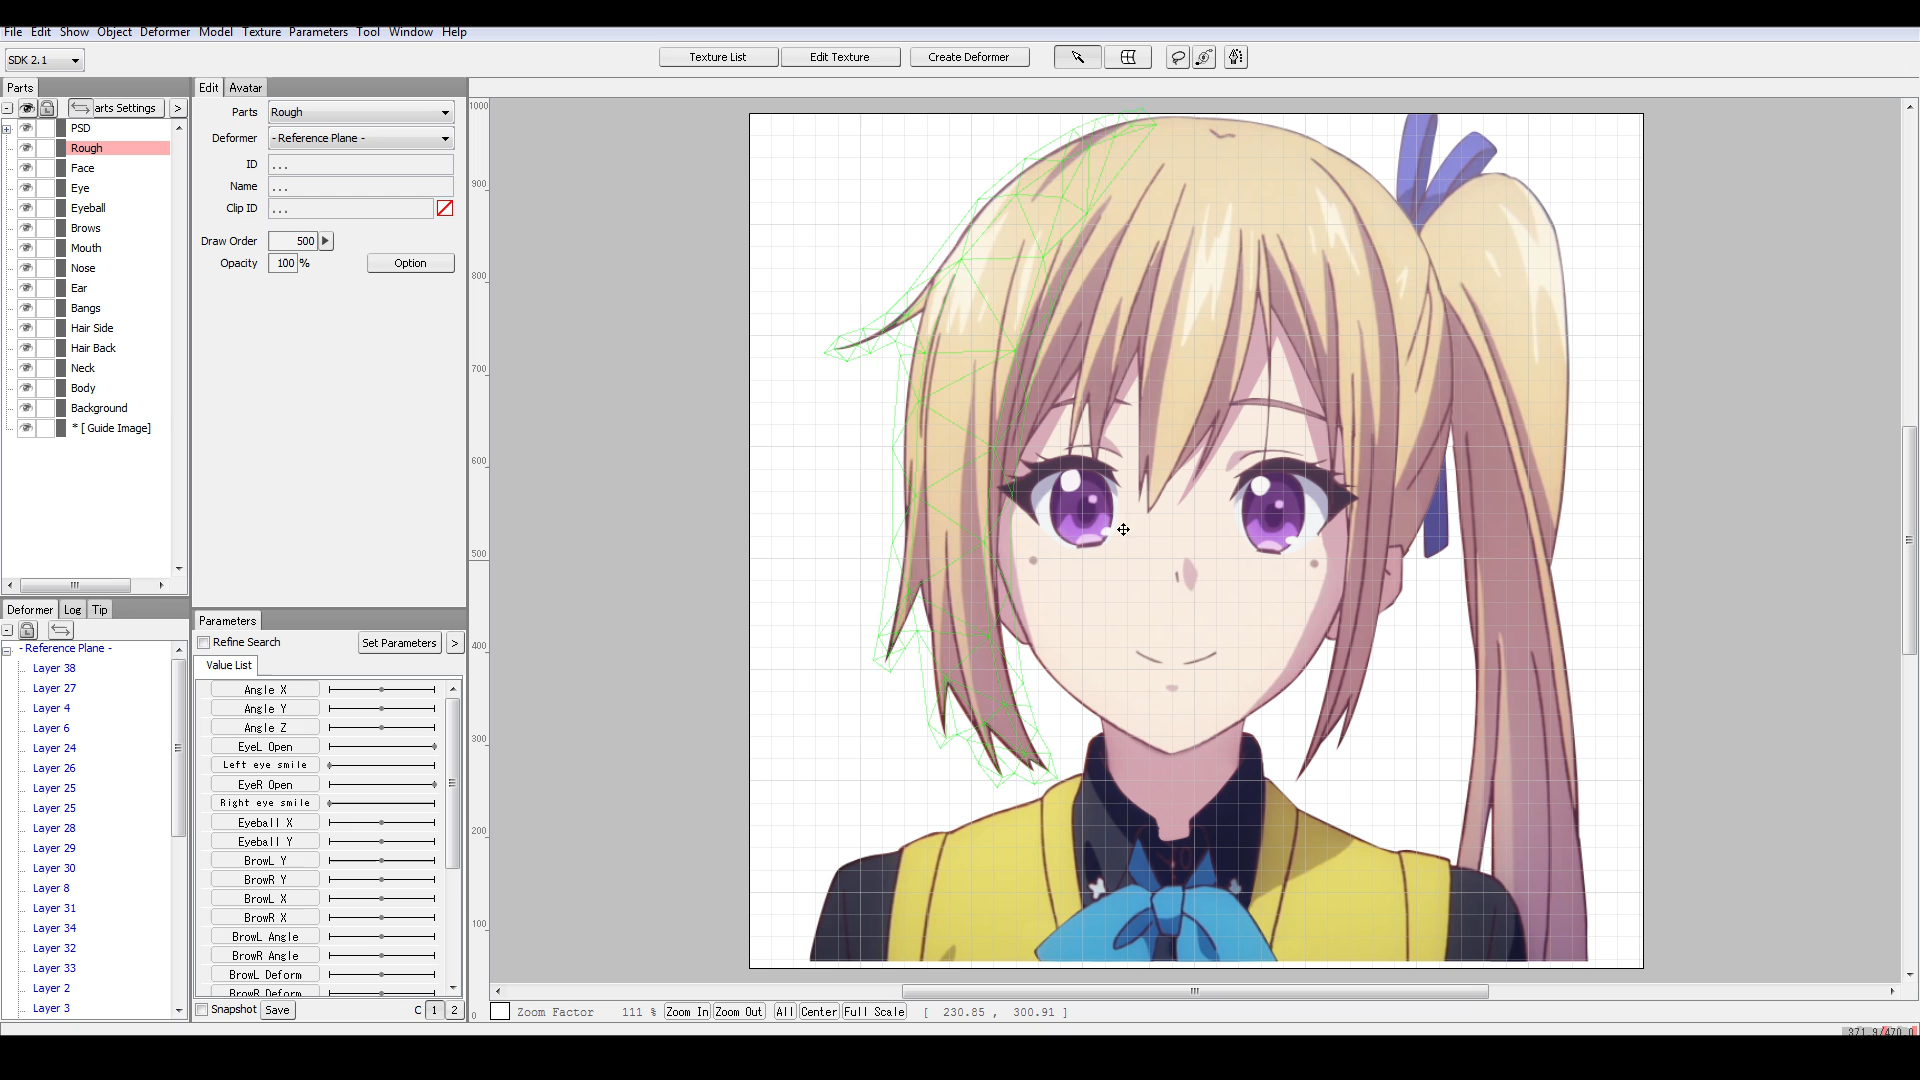 File Edit Show Object Deformer Model Texture Parameters Tool Window Help
SDK 2.1
Texture List Edit Texture Create Deformer
Parts
arts Settings >
PSD
Rough
Face
Eye
Eyeball
Brows
Mouth
Nose
Ear
Bangs
Hair Side
Hair Back
Neck
Body
Background
* [ Guide Image]
Edit Avatar
Parts Rough
Deformer - Reference Plane -
ID . . .
Name . . .
Clip ID . . .
Draw Order 500
Opacity 100 %
Option
Deformer Log Tip
- Reference Plane -
Layer 38
Layer 27
Layer 4
Layer 6
Layer 24
Layer 26
Layer 25
Layer 25
Layer 28
Layer 29
Layer 30
Layer 8
Layer 31
Layer 34
Layer 32
Layer 33
Layer 2
Layer 3
Parameters
Refine Search Set Parameters >
Value List
Angle X
Angle Y
Angle Z
EyeL Open
Left eye smile
EyeR Open
Right eye smile
Eyeball X
Eyeball Y
BrowL Y
BrowR Y
BrowL X
BrowR X
BrowL Angle
BrowR Angle
BrowL Deform
BrowR Deform
Snapshot Save C 1 2
1000
900
800
700
600
500
400
300
200
100
0
Zoom Factor 111 % Zoom In Zoom Out All Center Full Scale [ 230.85 , 300.91 ]
371.9/470.0